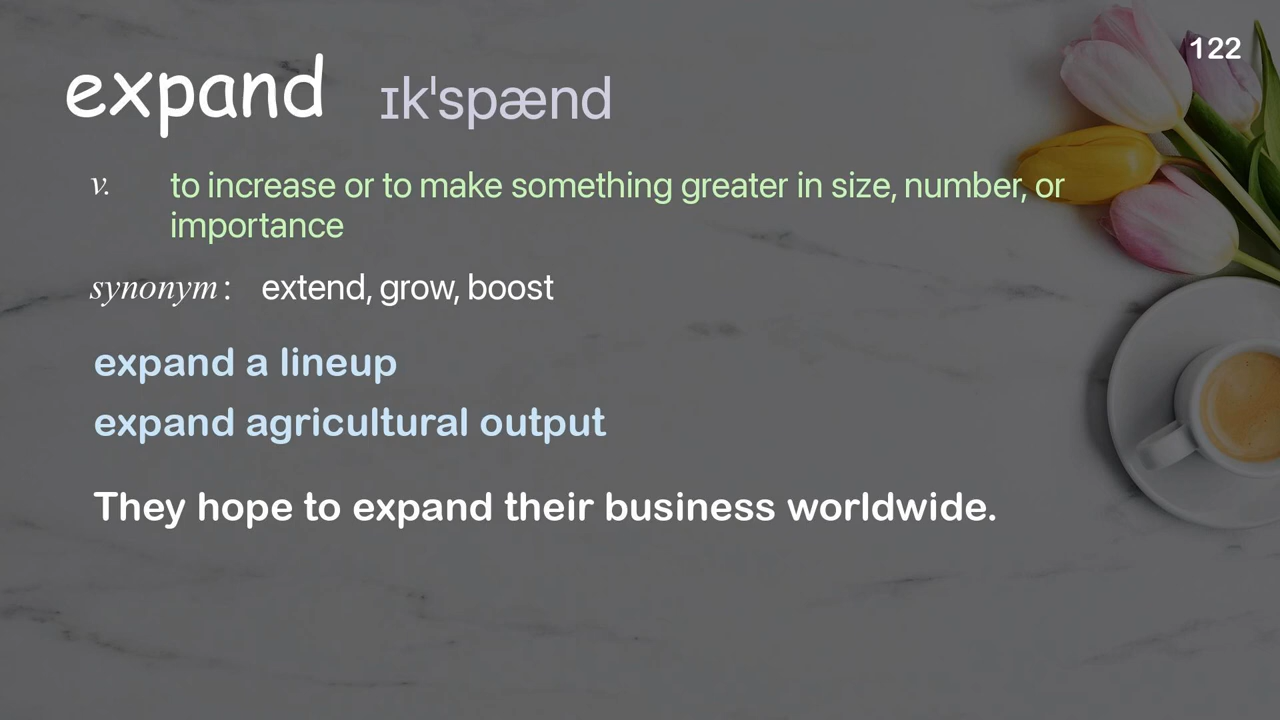 122
expand ɪkˈspænd
v. to increase or to make something greater in size, number, or
importance
synonym: extend, grow, boost
expand a lineup
expand agricultural output
They hope to expand their business worldwide.